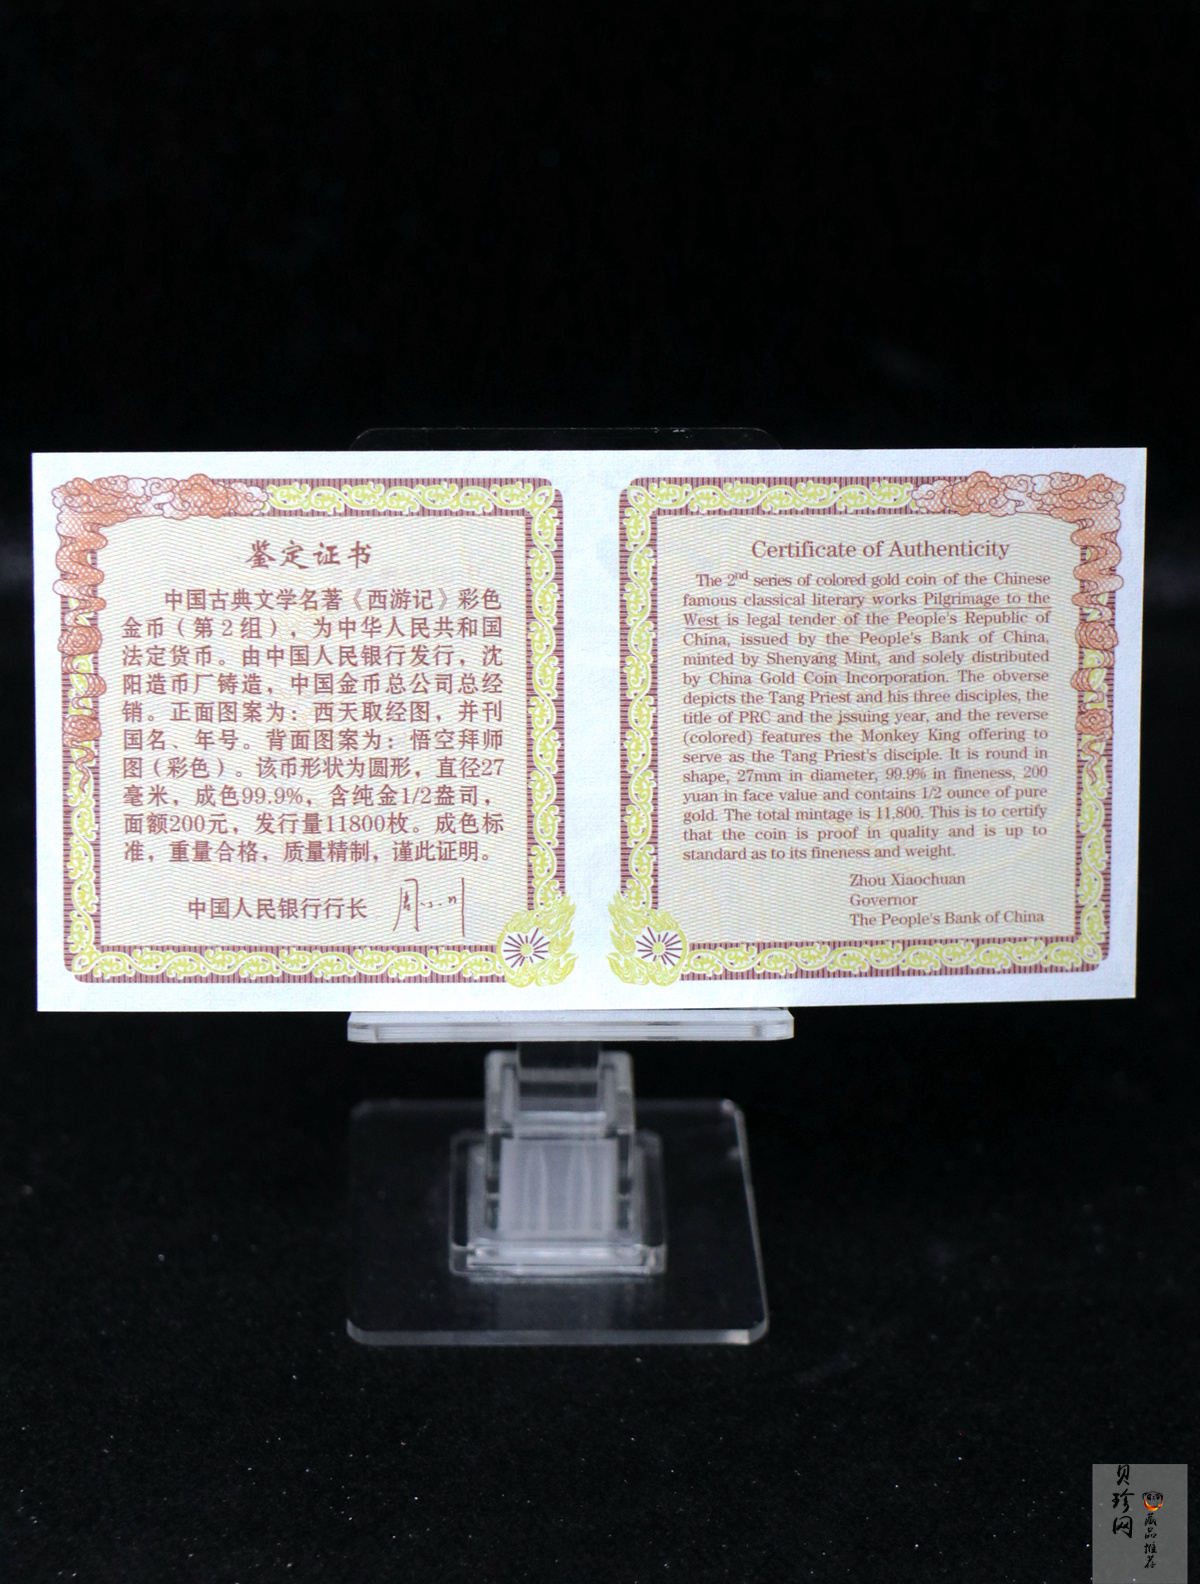 鉴定证书
中国古典文学名著《西游记》彩色
金币（第2组），为中华人民共和国
法定货币。由中国人民银行发行，沈
阳造币厂铸造，中国金币总公司总经
销。正面图案为：西天取经图，并刊
国名、年号。背面图案为：悟空拜师
图（彩色）。该币形状为圆形，直径27
毫米，成色99.9%，含纯金1/2盎司，
面额200元，发行量11800枚。成色标
准，重量合格，质量精制，谨此证明。
中国人民银行行长 周小川
Certificate of Authenticity
The 2nd series of colored gold coin of the Chinese
famous classical literary works Pilgrimage to the
West is legal tender of the People's Republic of
China, issued by the People's Bank of China,
minted by Shenyang Mint, and solely distributed
by China Gold Coin Incorporation. The obverse
depicts the Tang Priest and his three disciples, the
title of PRC and the issuing year, and the reverse
(colored) features the Monkey King offering to
serve as the Tang Priest's disciple. It is round in
shape, 27mm in diameter, 99.9% in fineness, 200
yuan in face value and contains 1/2 ounce of pure
gold. The total mintage is 11,800. This is to certify
that the coin is proof in quality and is up to
standard as to its fineness and weight.
Zhou Xiaochuan
Governor
The People's Bank of China
贝珍网
藏品推荐